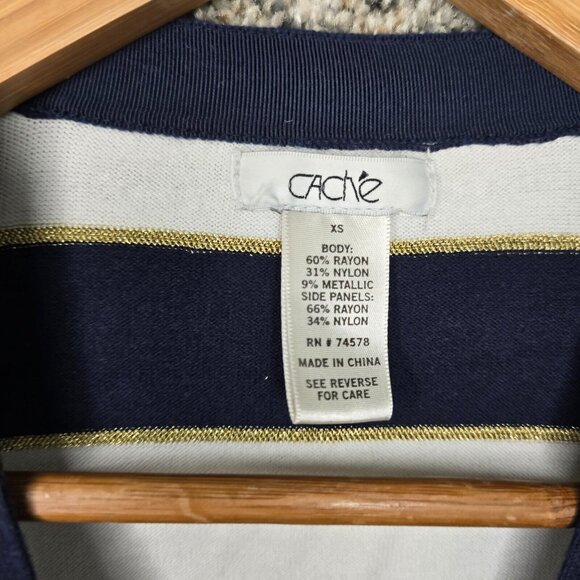 CAChé
XS
BODY:
60% RAYON
31% NYLON
9% METALLIC
SIDE PANELS:
66% RAYON
34% NYLON
RN # 74578
MADE IN CHINA
SEE REVERSE
FOR CARE